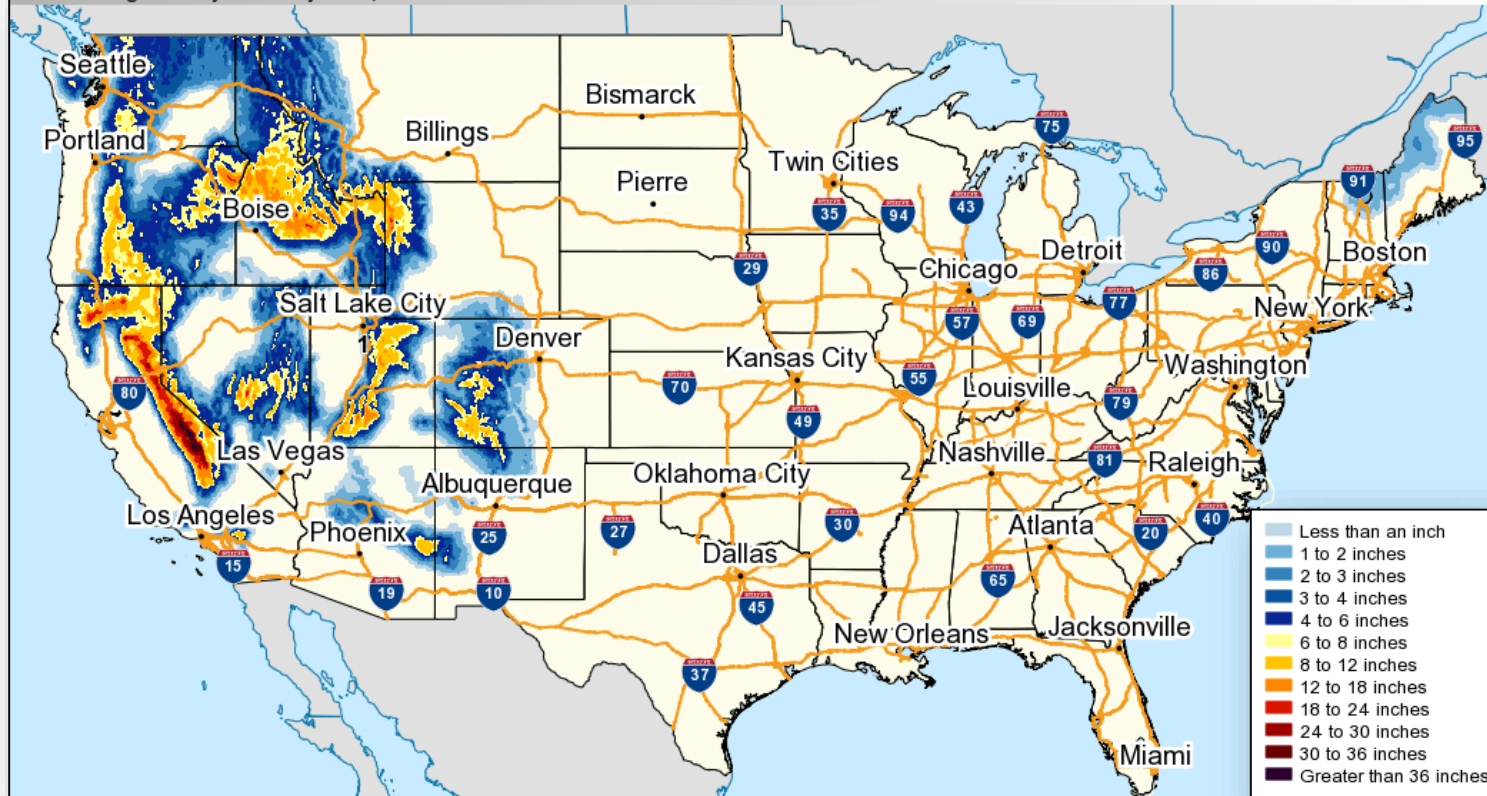 Seattle
Portland
Boise
Billings
Bismarck
Pierre
Twin Cities
Salt Lake City
Denver
Las Vegas
Los Angeles
Phoenix
Albuquerque
Oklahoma City
Kansas City
Dallas
New Orleans
Chicago
Detroit
Louisville
Nashville
Atlanta
Jacksonville
Miami
Raleigh
Washington
New York
Boston
75
95
91
35
94
43
29
90
86
77
57
69
80
70
55
79
49
81
27
30
25
15
19
10
65
20
40
45
37
1
Less than an inch
1 to 2 inches
2 to 3 inches
3 to 4 inches
4 to 6 inches
6 to 8 inches
8 to 12 inches
12 to 18 inches
18 to 24 inches
24 to 30 inches
30 to 36 inches
Greater than 36 inches